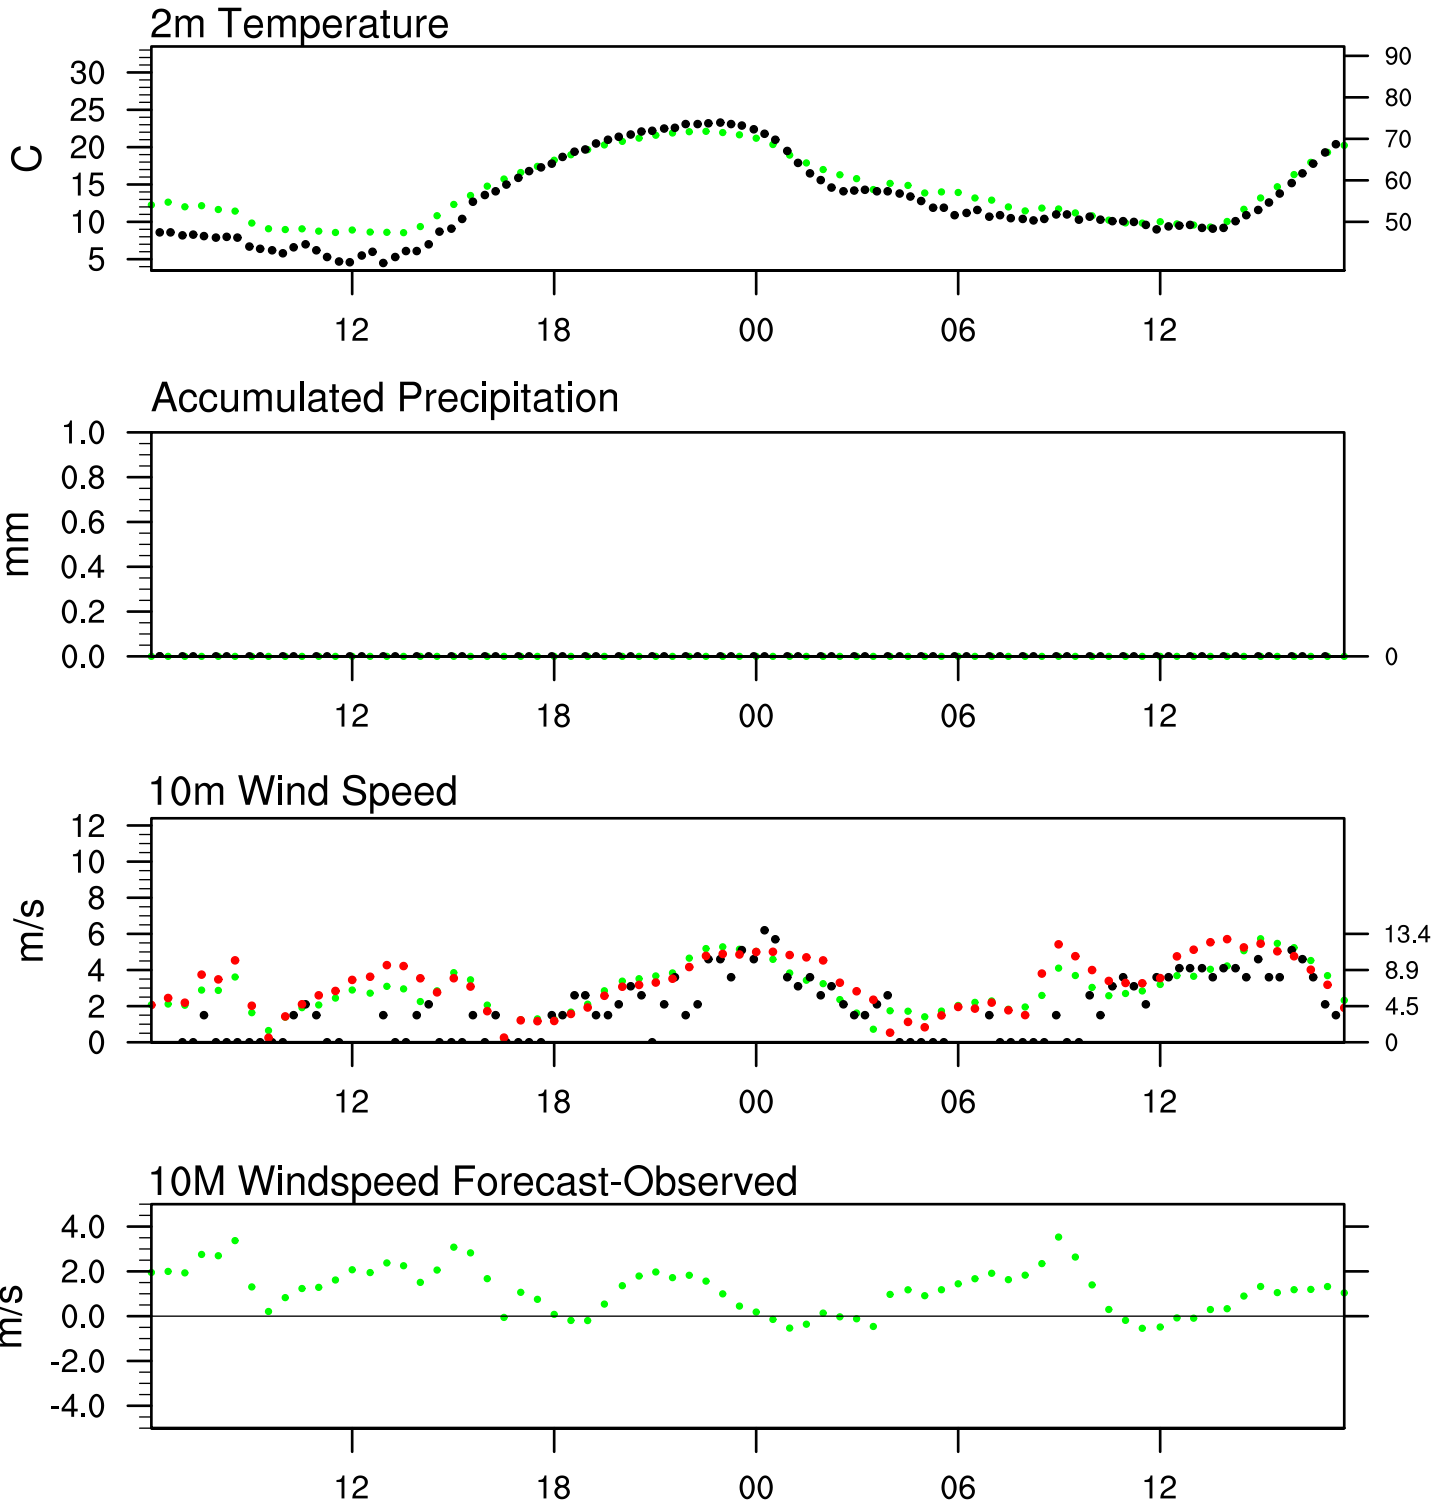 2m Temperature
30
25
20
15
10
5
C
90
80
70
60
50
12 18 00 06 12
Accumulated Precipitation
1.0
0.8
0.6
0.4
0.2
0.0
mm
0
12 18 00 06 12
10m Wind Speed
12
10
8
6
4
2
0
m/s
13.4
8.9
4.5
0
12 18 00 06 12
10M Windspeed Forecast-Observed
4.0
2.0
0.0
-2.0
-4.0
m/s
12 18 00 06 12